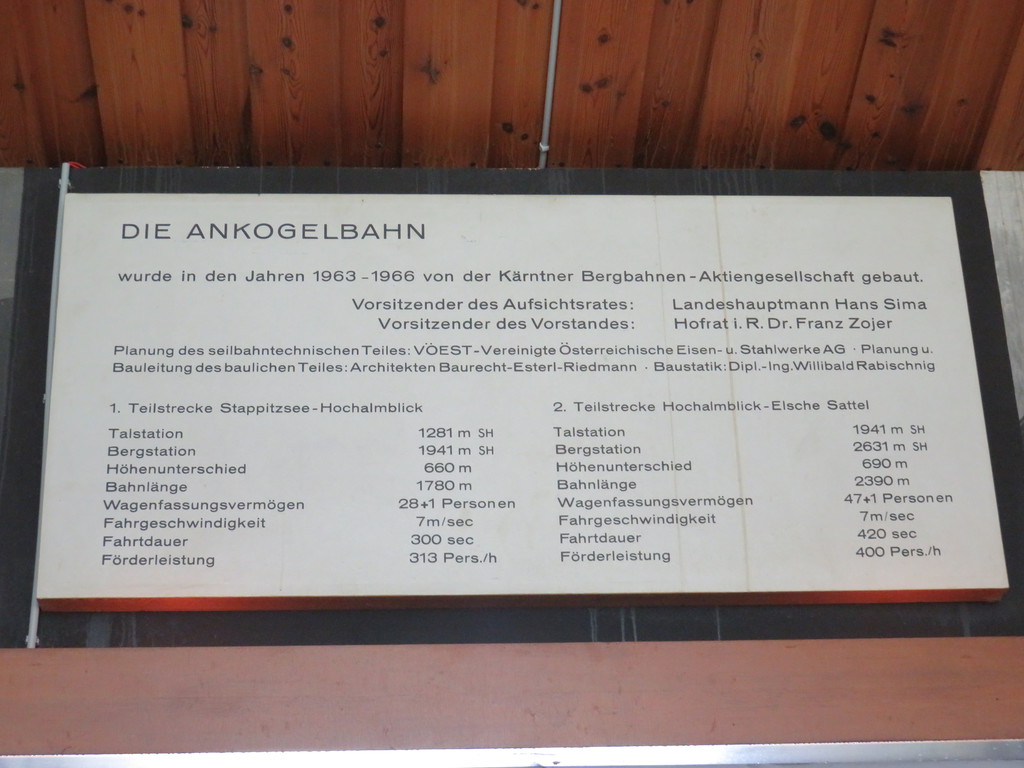 DIE ANKOGELBAHN
wurde in den Jahren 1963 - 1966 von der Kärntner Bergbahnen - Aktiengesellschaft gebaut.
Vorsitzender des Aufsichtsrates: Landeshauptmann Hans Sima
Vorsitzender des Vorstandes: Hofrat i. R. Dr. Franz Zojer
Planung des seilbahntechnischen Teiles: VÖEST - Vereinigte Österreichische Eisen- u. Stahlwerke AG · Planung u.
Bauleitung des baulichen Teiles: Architekten Baurecht-Esterl-Riedmann · Baustatik: Dipl.-Ing. Willibald Rabischnig
1. Teilstrecke Stappitzsee - Hochalmblick
Talstation 1281 m SH
Bergstation 1941 m SH
Höhenunterschied 660 m
Bahnlänge 1780 m
Wagenfassungsvermögen 28+1 Personen
Fahrgeschwindigkeit 7m/sec
Fahrtdauer 300 sec
Förderleistung 313 Pers./h
2. Teilstrecke Hochalmblick - Elsche Sattel
Talstation 1941 m SH
Bergstation 2631 m SH
Höhenunterschied 690 m
Bahnlänge 2390 m
Wagenfassungsvermögen 47+1 Personen
Fahrgeschwindigkeit 7m/sec
Fahrtdauer 420 sec
Förderleistung 400 Pers./h